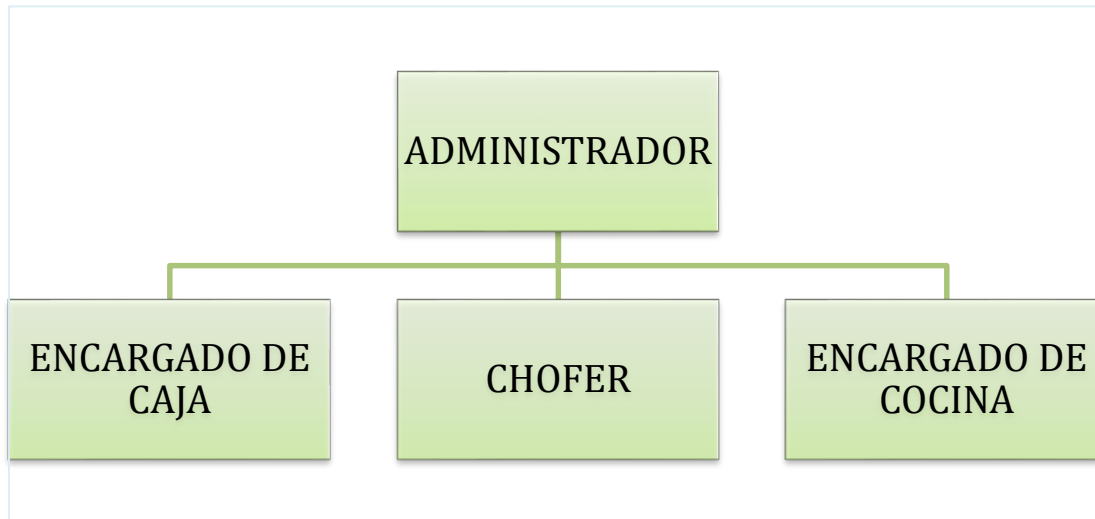 ADMINISTRADOR
ENCARGADO DE
CAJA
CHOFER
ENCARGADO DE
COCINA